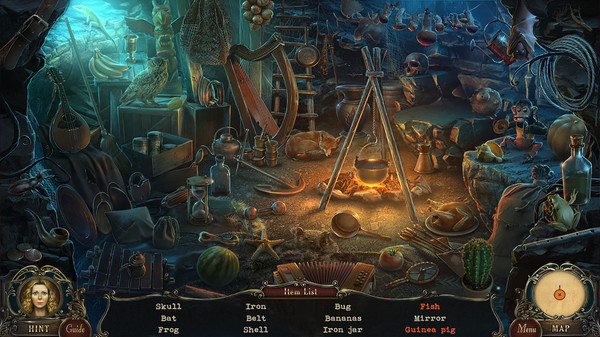 Item List
Skull Iron Bug Fish
Bat Belt Bananas Mirror
Frog Shell Iron jar Guinea pig
HINT Guide Menu MAP